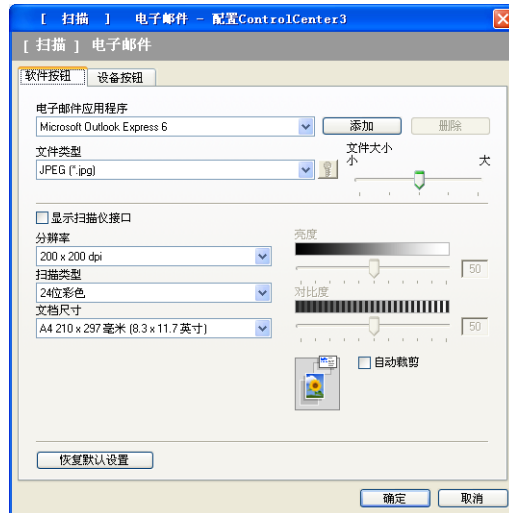 [ 扫描 ] 电子邮件 - 配置ControlCenter3
[ 扫描 ] 电子邮件
软件按钮 设备按钮
电子邮件应用程序
Microsoft Outlook Express 6 添加 删除
文件类型 文件大小
小 大
JPEG (*.jpg)
显示扫描仪接口
分辨率 亮度
200 x 200 dpi 50
扫描类型
24位彩色 对比度
文档尺寸
A4 210 x 297 毫米 (8.3 x 11.7 英寸) 50
自动裁剪
恢复默认设置
确定 取消